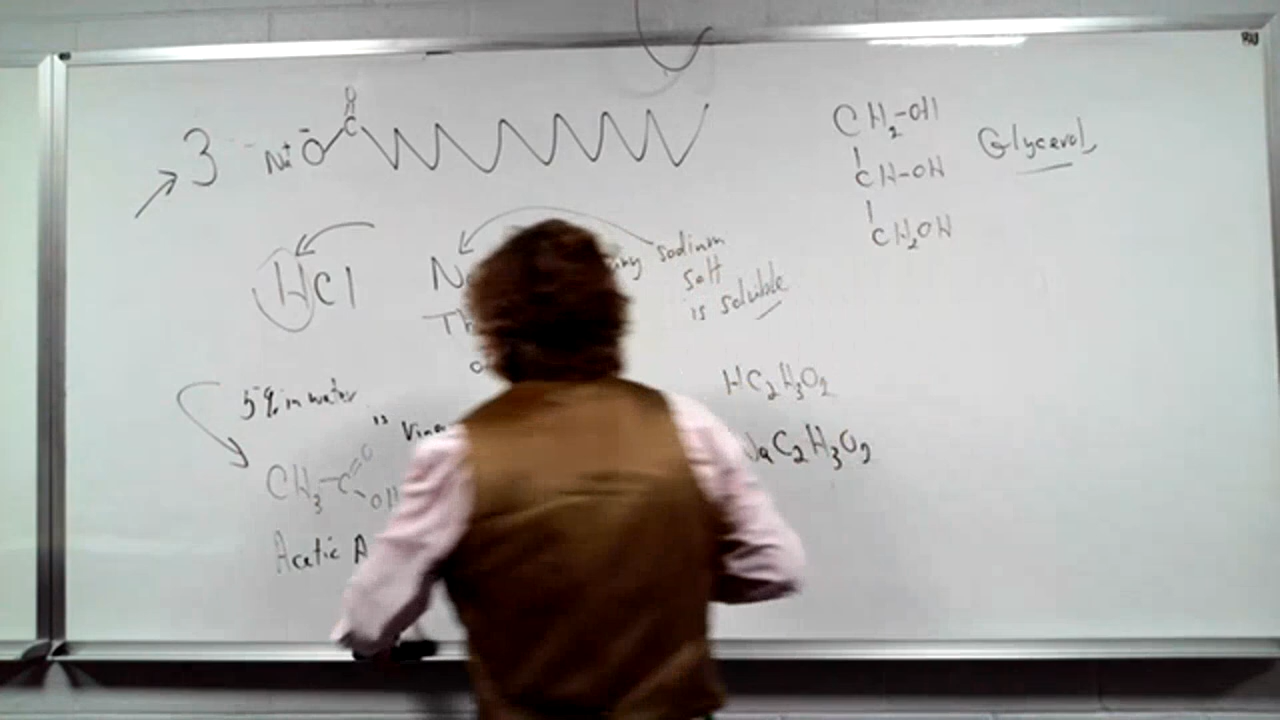 3 Na⁺ ⁻O C O
CH₂-OH
CH-OH
CH₂OH
Glycerol
HCl
sodium
salt
is soluble
5% in water
is
HC₂H₃O₂
NaC₂H₃O₂
CH₃-C=O
OH
Acetic A